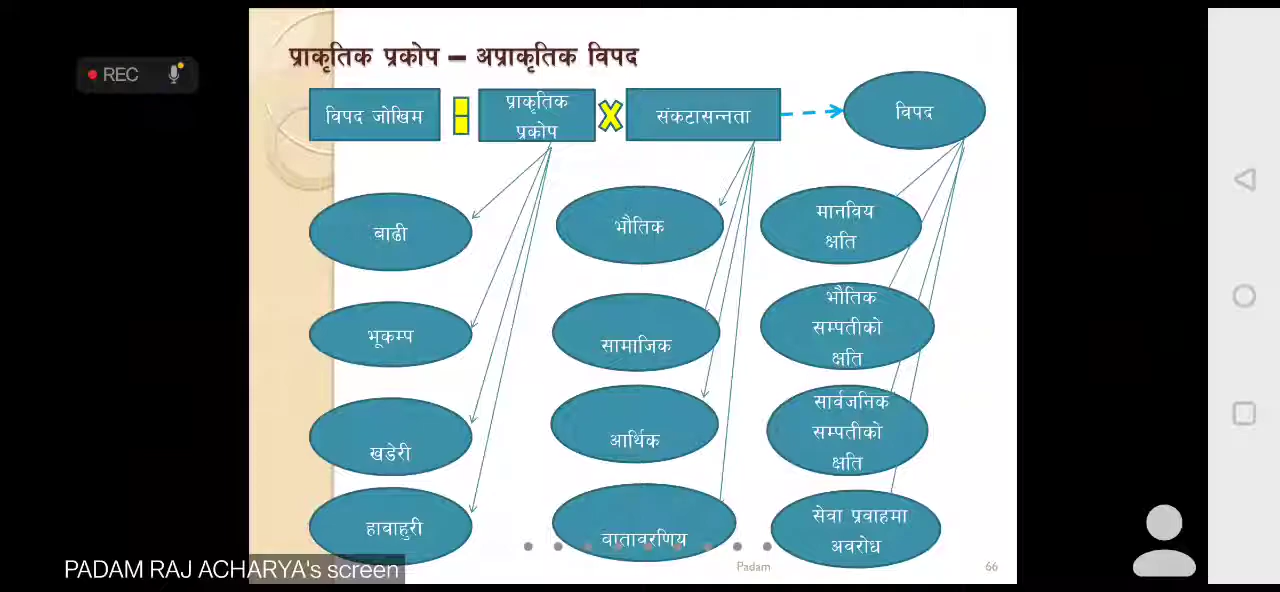 REC
प्राकृतिक प्रकोप – अप्राकृतिक विपद
विपद जोखिम
प्राकृतिक
प्रकोप
संकटासन्नता
विपद
बाढी
भौतिक
मानविय
क्षति
भूकम्प
सामाजिक
भौतिक
सम्पतीको
क्षति
खडेरी
आर्थिक
सार्वजनिक
सम्पतीको
क्षति
हावाहुरी
वातावरणिय
सेवा प्रवाहमा
अवरोध
PADAM RAJ ACHARYA's screen
Padam
66